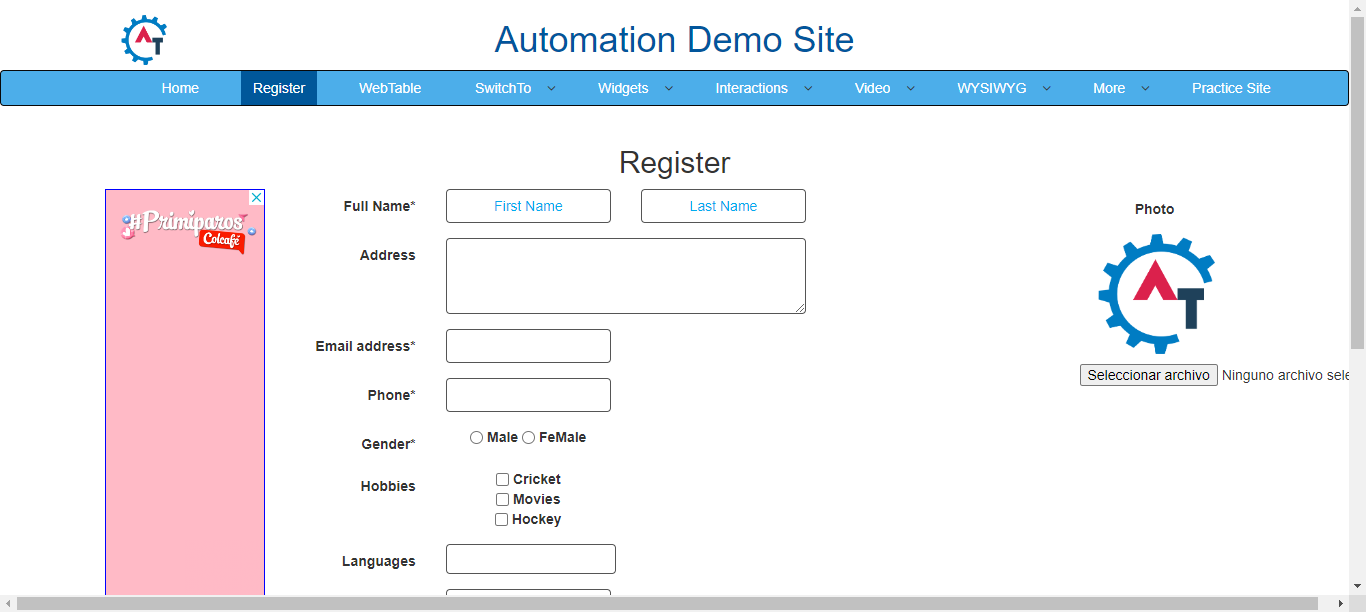 AT
Automation Demo Site
Home Register WebTable SwitchTo Widgets Interactions Video WYSIWYG More Practice Site
Register
#Primiparos
Colcafé
Full Name* First Name Last Name
Address
Email address*
Phone*
Gender* Male FeMale
Hobbies Cricket
Movies
Hockey
Languages
Photo
AT
Seleccionar archivo Ninguno archivo sele